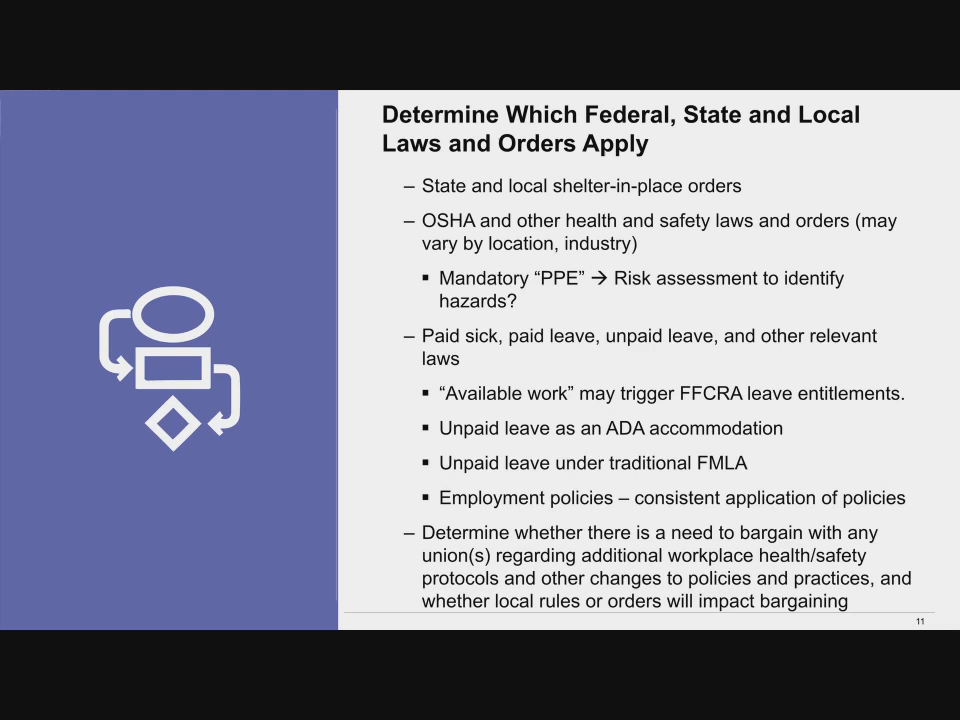 Determine Which Federal, State and Local
Laws and Orders Apply
– State and local shelter-in-place orders
– OSHA and other health and safety laws and orders (may
vary by location, industry)
▪ Mandatory “PPE” → Risk assessment to identify
hazards?
– Paid sick, paid leave, unpaid leave, and other relevant
laws
▪ “Available work” may trigger FFCRA leave entitlements.
▪ Unpaid leave as an ADA accommodation
▪ Unpaid leave under traditional FMLA
▪ Employment policies – consistent application of policies
– Determine whether there is a need to bargain with any
union(s) regarding additional workplace health/safety
protocols and other changes to policies and practices, and
whether local rules or orders will impact bargaining
11